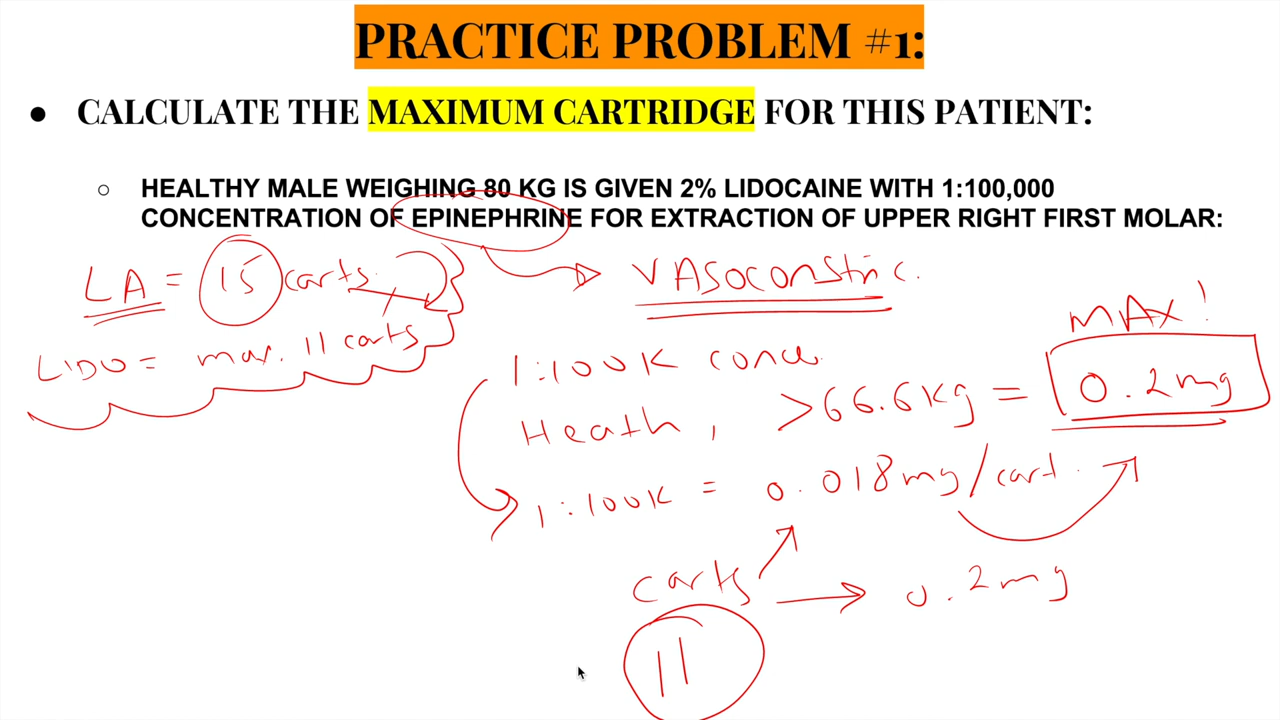 PRACTICE PROBLEM #1:
● CALCULATE THE MAXIMUM CARTRIDGE FOR THIS PATIENT:
○ HEALTHY MALE WEIGHING 80 KG IS GIVEN 2% LIDOCAINE WITH 1:100,000
CONCENTRATION OF EPINEPHRINE FOR EXTRACTION OF UPPER RIGHT FIRST MOLAR:
LA = 15 carts.
LIDO = max. 11 carts
VASOCONSTRIC.
MAX!
1:100K conc.
Heath, >66.6kg = 0.2mg
1:100K = 0.018mg/cart.
carts → 0.2mg
11